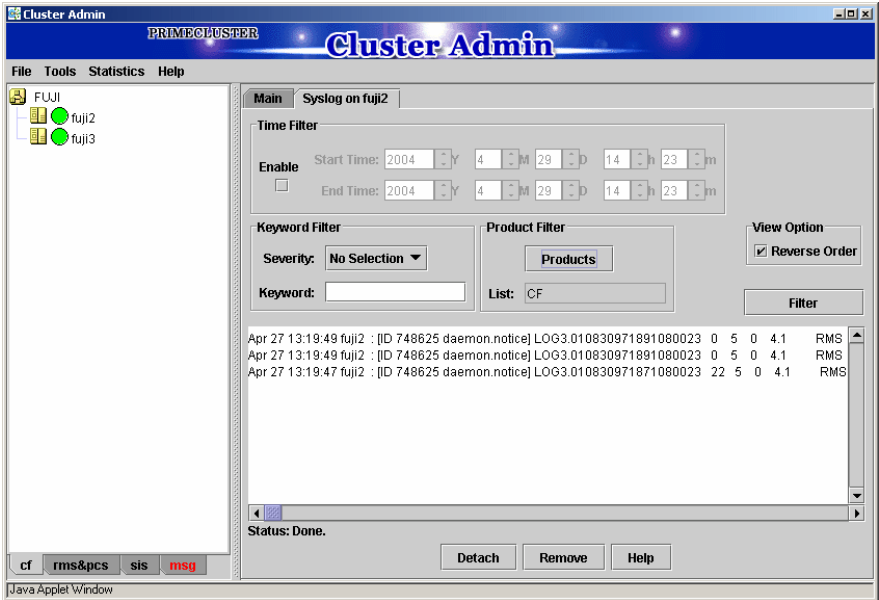 Cluster Admin
PRIMECLUSTER
Cluster Admin
File Tools Statistics Help
FUJI
fuji2
fuji3
Main Syslog on fuji2
Time Filter
Enable
Start Time: 2004 Y 4 M 29 D 14 h 23 m
End Time: 2004 Y 4 M 29 D 14 h 23 m
Keyword Filter
Severity: No Selection
Keyword:
Product Filter
Products
List: CF
View Option
Reverse Order
Filter
Apr 27 13:19:49 fuji2 : [ID 748625 daemon.notice] LOG3.010830971891080023 0 5 0 4.1 RMS
Apr 27 13:19:49 fuji2 : [ID 748625 daemon.notice] LOG3.010830971891080023 0 5 0 4.1 RMS
Apr 27 13:19:47 fuji2 : [ID 748625 daemon.notice] LOG3.010830971871080023 22 5 0 4.1 RMS
Status: Done.
Detach Remove Help
cf rms&pcs sis msg
Java Applet Window